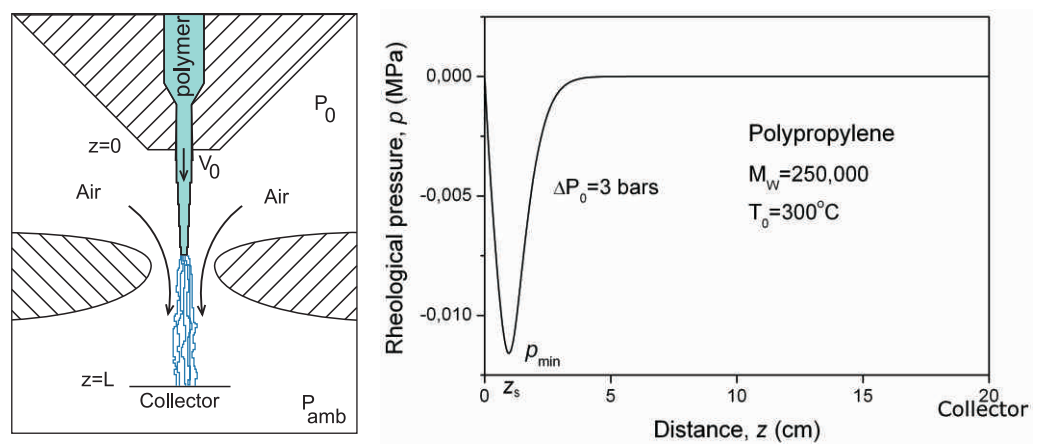 polymer
P0
z=0
V0
Air
Air
z=L
Collector
Pamb
Rheological pressure, p (MPa)
0,000
-0,005
-0,010
Polypropylene
MW=250,000
T0=300°C
ΔP0=3 bars
pmin
0
zs
5
10
15
20
Collector
Distance, z (cm)